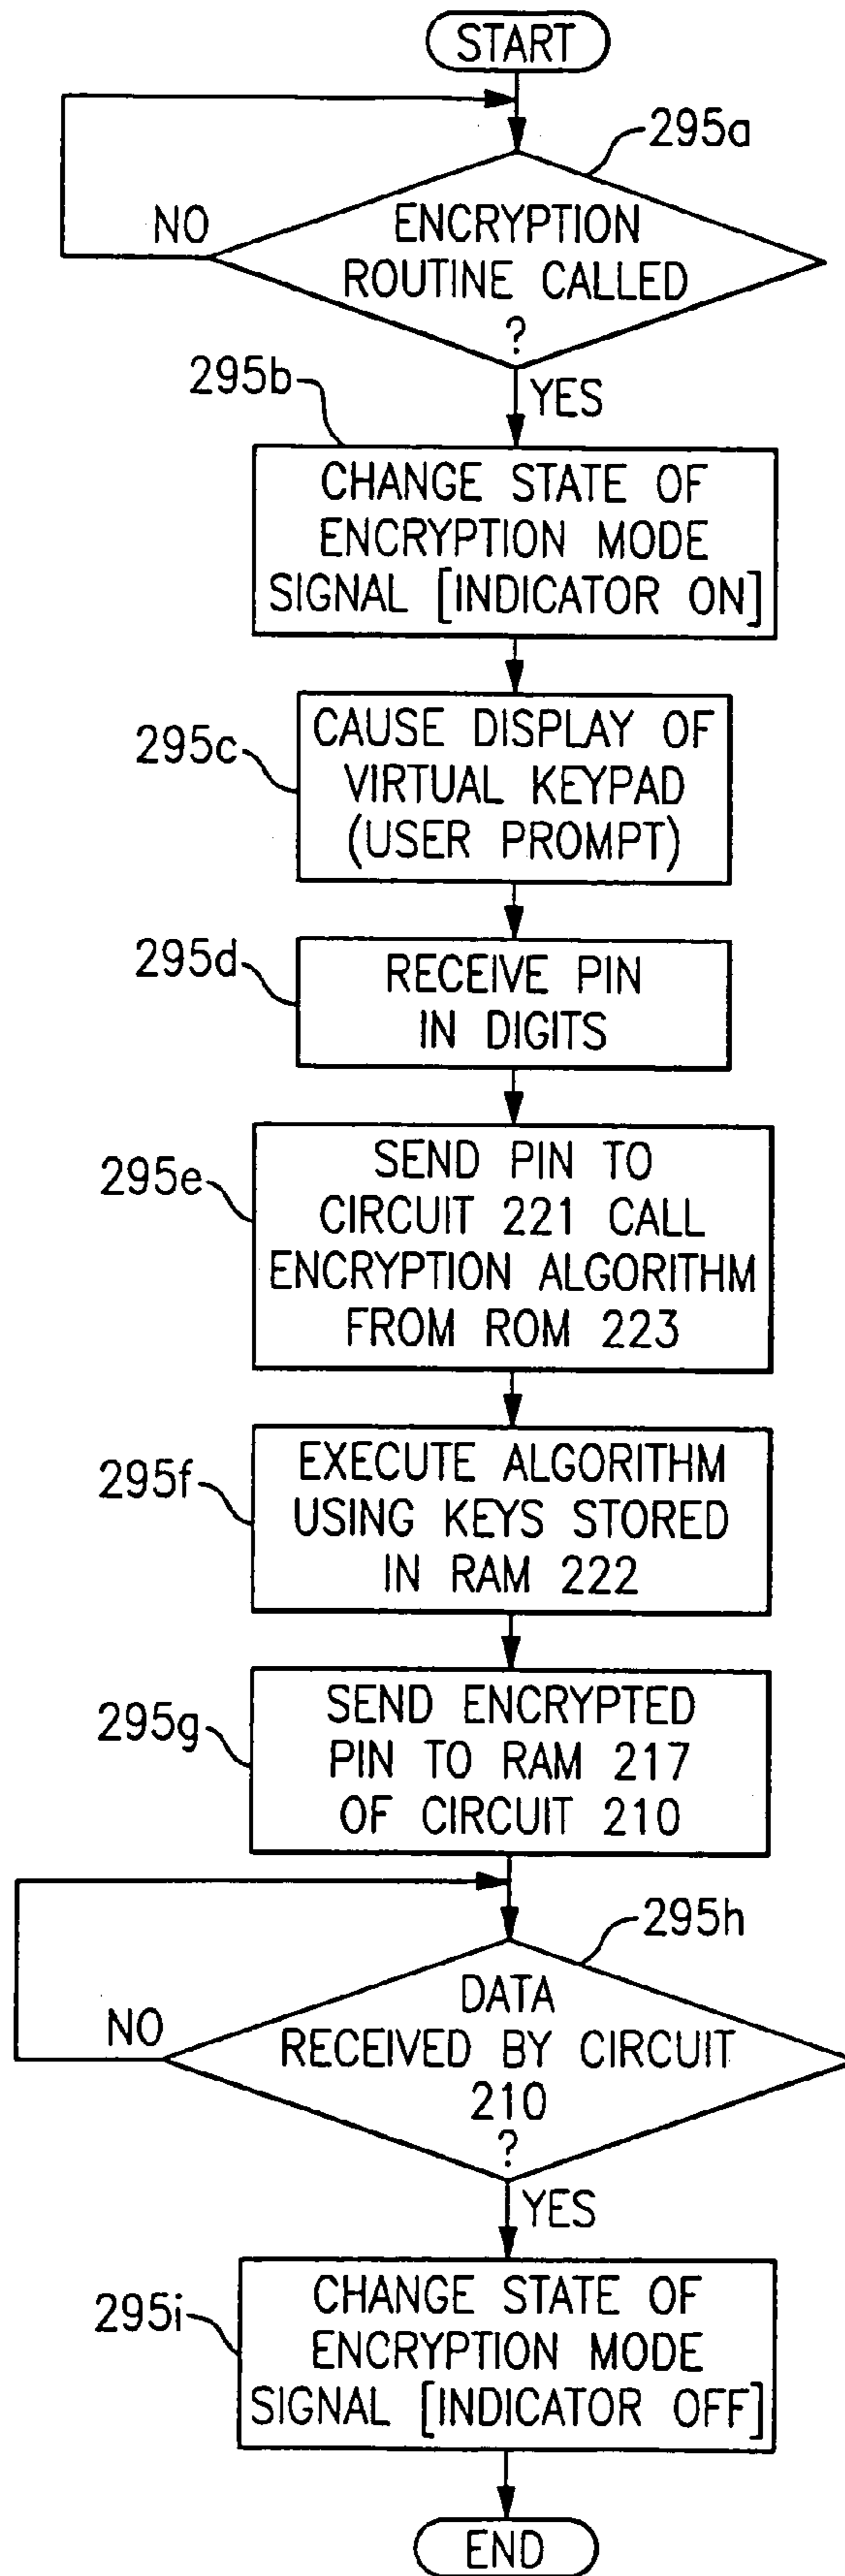 START
295a
ENCRYPTION
ROUTINE CALLED
?
NO
YES
295b
CHANGE STATE OF
ENCRYPTION MODE
SIGNAL [INDICATOR ON]
295c
CAUSE DISPLAY OF
VIRTUAL KEYPAD
(USER PROMPT)
295d
RECEIVE PIN
IN DIGITS
295e
SEND PIN TO
CIRCUIT 221 CALL
ENCRYPTION ALGORITHM
FROM ROM 223
295f
EXECUTE ALGORITHM
USING KEYS STORED
IN RAM 222
295g
SEND ENCRYPTED
PIN TO RAM 217
OF CIRCUIT 210
295h
DATA
RECEIVED BY CIRCUIT
210
?
NO
YES
295i
CHANGE STATE OF
ENCRYPTION MODE
SIGNAL [INDICATOR OFF]
END